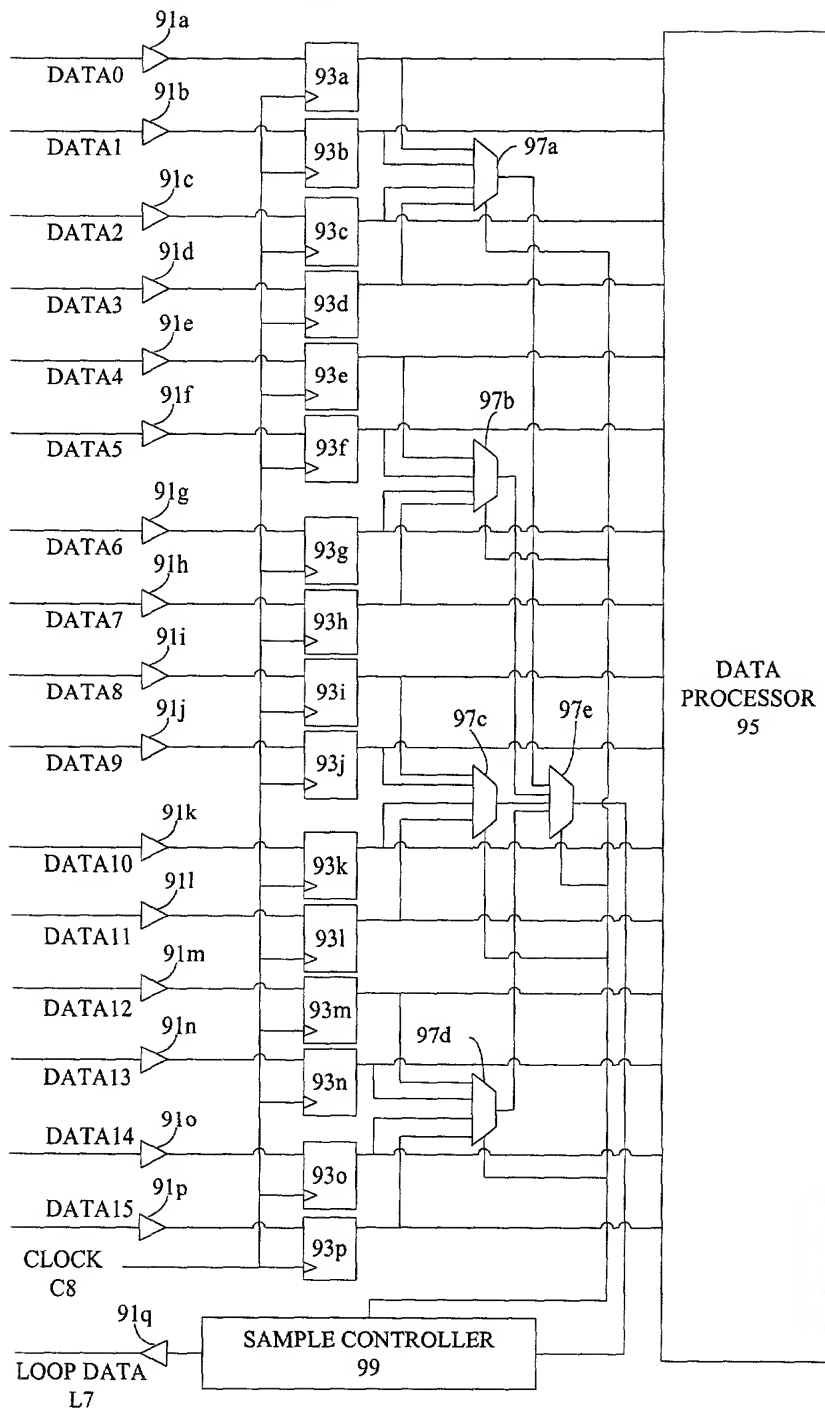 91a
DATA0
93a
91b
DATA1
93b
97a
91c
DATA2
93c
91d
DATA3
93d
91e
DATA4
93e
91f
DATA5
93f
97b
91g
DATA6
93g
91h
DATA7
93h
91i
DATA8
93i
DATA
PROCESSOR
95
91j
DATA9
93j
97c
97e
91k
DATA10
93k
91l
DATA11
93l
91m
DATA12
93m
91n
DATA13
93n
97d
91o
DATA14
93o
91p
DATA15
93p
CLOCK
C8
91q
LOOP DATA
L7
SAMPLE CONTROLLER
99